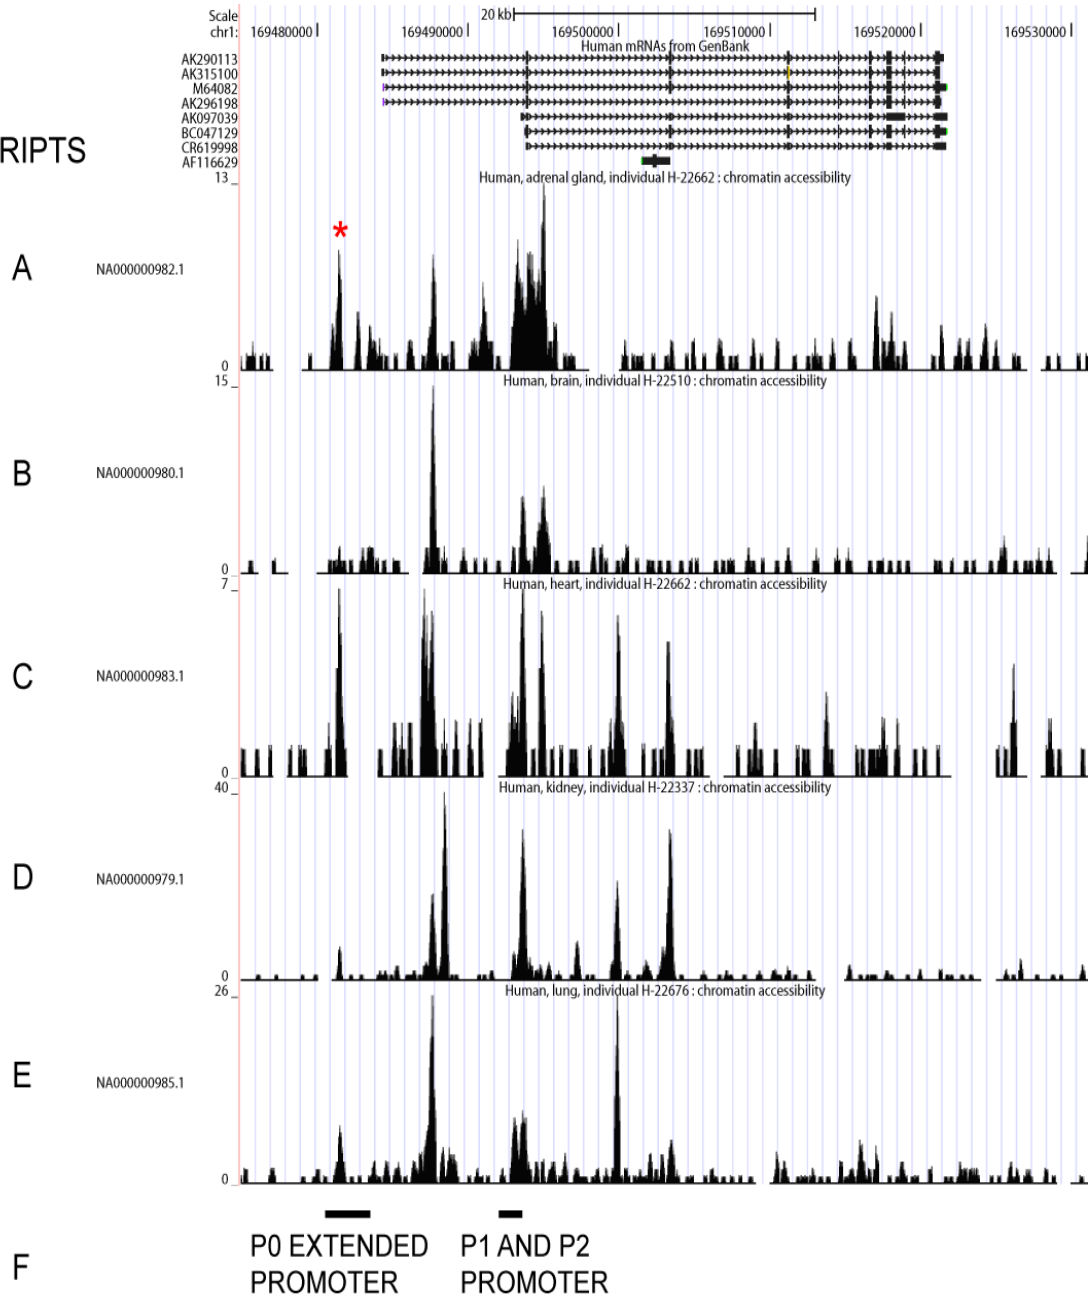 Scale
20 kb
chr1:
169480000
169490000
169500000
169510000
169520000
169530000
Human mRNAs from GenBank
AK290113
AK315100
M64082
AK296198
AK097039
BC047129
CR619998
AF116629
RIPTS
Human, adrenal gland, individual H-22662 : chromatin accessibility
13
*
A
NA000000982.1
0
Human, brain, individual H-22510 : chromatin accessibility
15
B
NA000000980.1
0
Human, heart, individual H-22662 : chromatin accessibility
7
C
NA000000983.1
0
Human, kidney, individual H-22337 : chromatin accessibility
40
D
NA000000979.1
0
Human, lung, individual H-22676 : chromatin accessibility
26
E
NA000000985.1
0
F
P0 EXTENDED
PROMOTER
P1 AND P2
PROMOTER